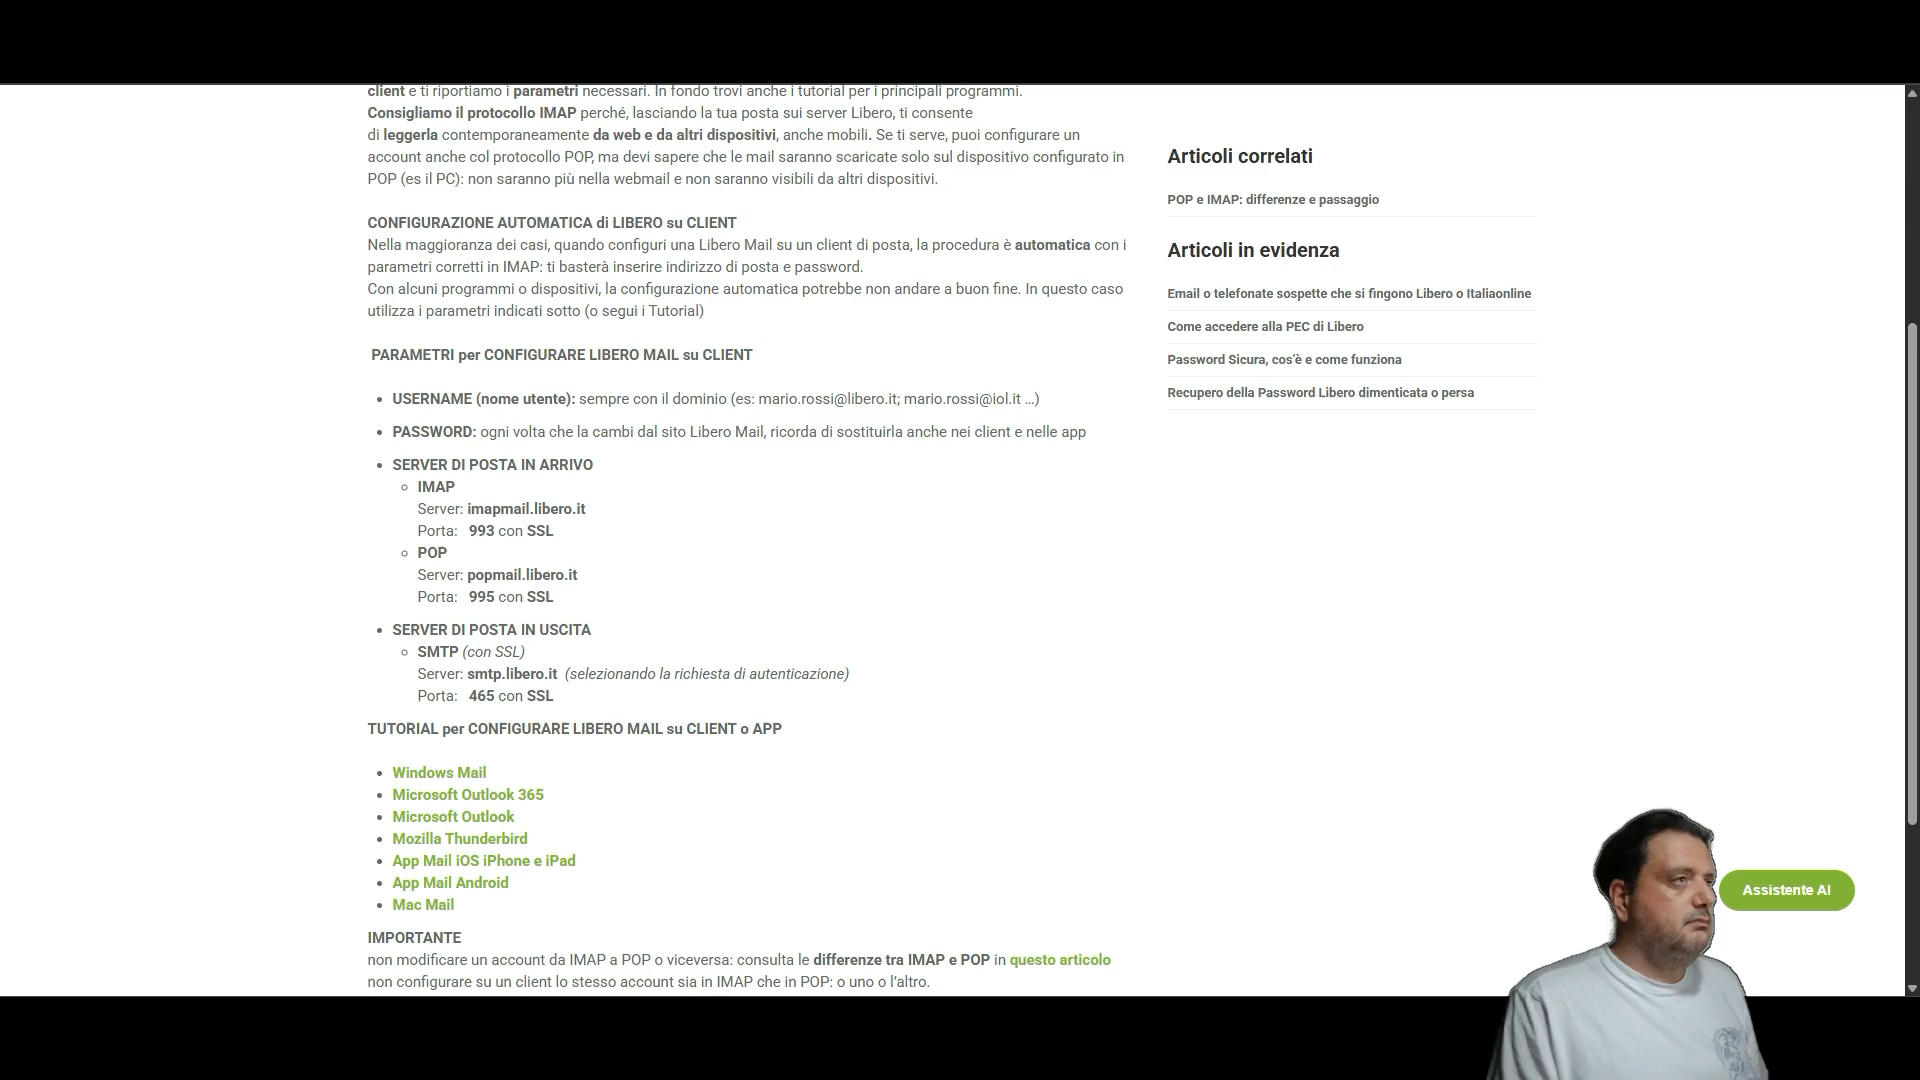 client e ti riportiamo i parametri necessari. In fondo trovi anche i tutorial per i principali programmi.
Consigliamo il protocollo IMAP perché, lasciando la tua posta sui server Libero, ti consente
di leggerla contemporaneamente da web e da altri dispositivi, anche mobili. Se ti serve, puoi configurare un
account anche col protocollo POP, ma devi sapere che le mail saranno scaricate solo sul dispositivo configurato in
POP (es il PC): non saranno più nella webmail e non saranno visibili da altri dispositivi.
CONFIGURAZIONE AUTOMATICA di LIBERO su CLIENT
Nella maggioranza dei casi, quando configuri una Libero Mail su un client di posta, la procedura è automatica con i
parametri corretti in IMAP: ti basterà inserire indirizzo di posta e password.
Con alcuni programmi o dispositivi, la configurazione automatica potrebbe non andare a buon fine. In questo caso
utilizza i parametri indicati sotto (o segui i Tutorial)
PARAMETRI per CONFIGURARE LIBERO MAIL su CLIENT
• USERNAME (nome utente): sempre con il dominio (es: mario.rossi@libero.it; mario.rossi@iol.it …)
• PASSWORD: ogni volta che la cambi dal sito Libero Mail, ricorda di sostituirla anche nei client e nelle app
• SERVER DI POSTA IN ARRIVO
◦ IMAP
Server: imapmail.libero.it
Porta: 993 con SSL
◦ POP
Server: popmail.libero.it
Porta: 995 con SSL
• SERVER DI POSTA IN USCITA
◦ SMTP (con SSL)
Server: smtp.libero.it (selezionando la richiesta di autenticazione)
Porta: 465 con SSL
TUTORIAL per CONFIGURARE LIBERO MAIL su CLIENT o APP
• Windows Mail
• Microsoft Outlook 365
• Microsoft Outlook
• Mozilla Thunderbird
• App Mail iOS iPhone e iPad
• App Mail Android
• Mac Mail
IMPORTANTE
non modificare un account da IMAP a POP o viceversa: consulta le differenze tra IMAP e POP in questo articolo
non configurare su un client lo stesso account sia in IMAP che in POP: o uno o l'altro.
Articoli correlati
POP e IMAP: differenze e passaggio
Articoli in evidenza
Email o telefonate sospette che si fingono Libero o Italiaonline
Come accedere alla PEC di Libero
Password Sicura, cos'è e come funziona
Recupero della Password Libero dimenticata o persa
Assistente AI